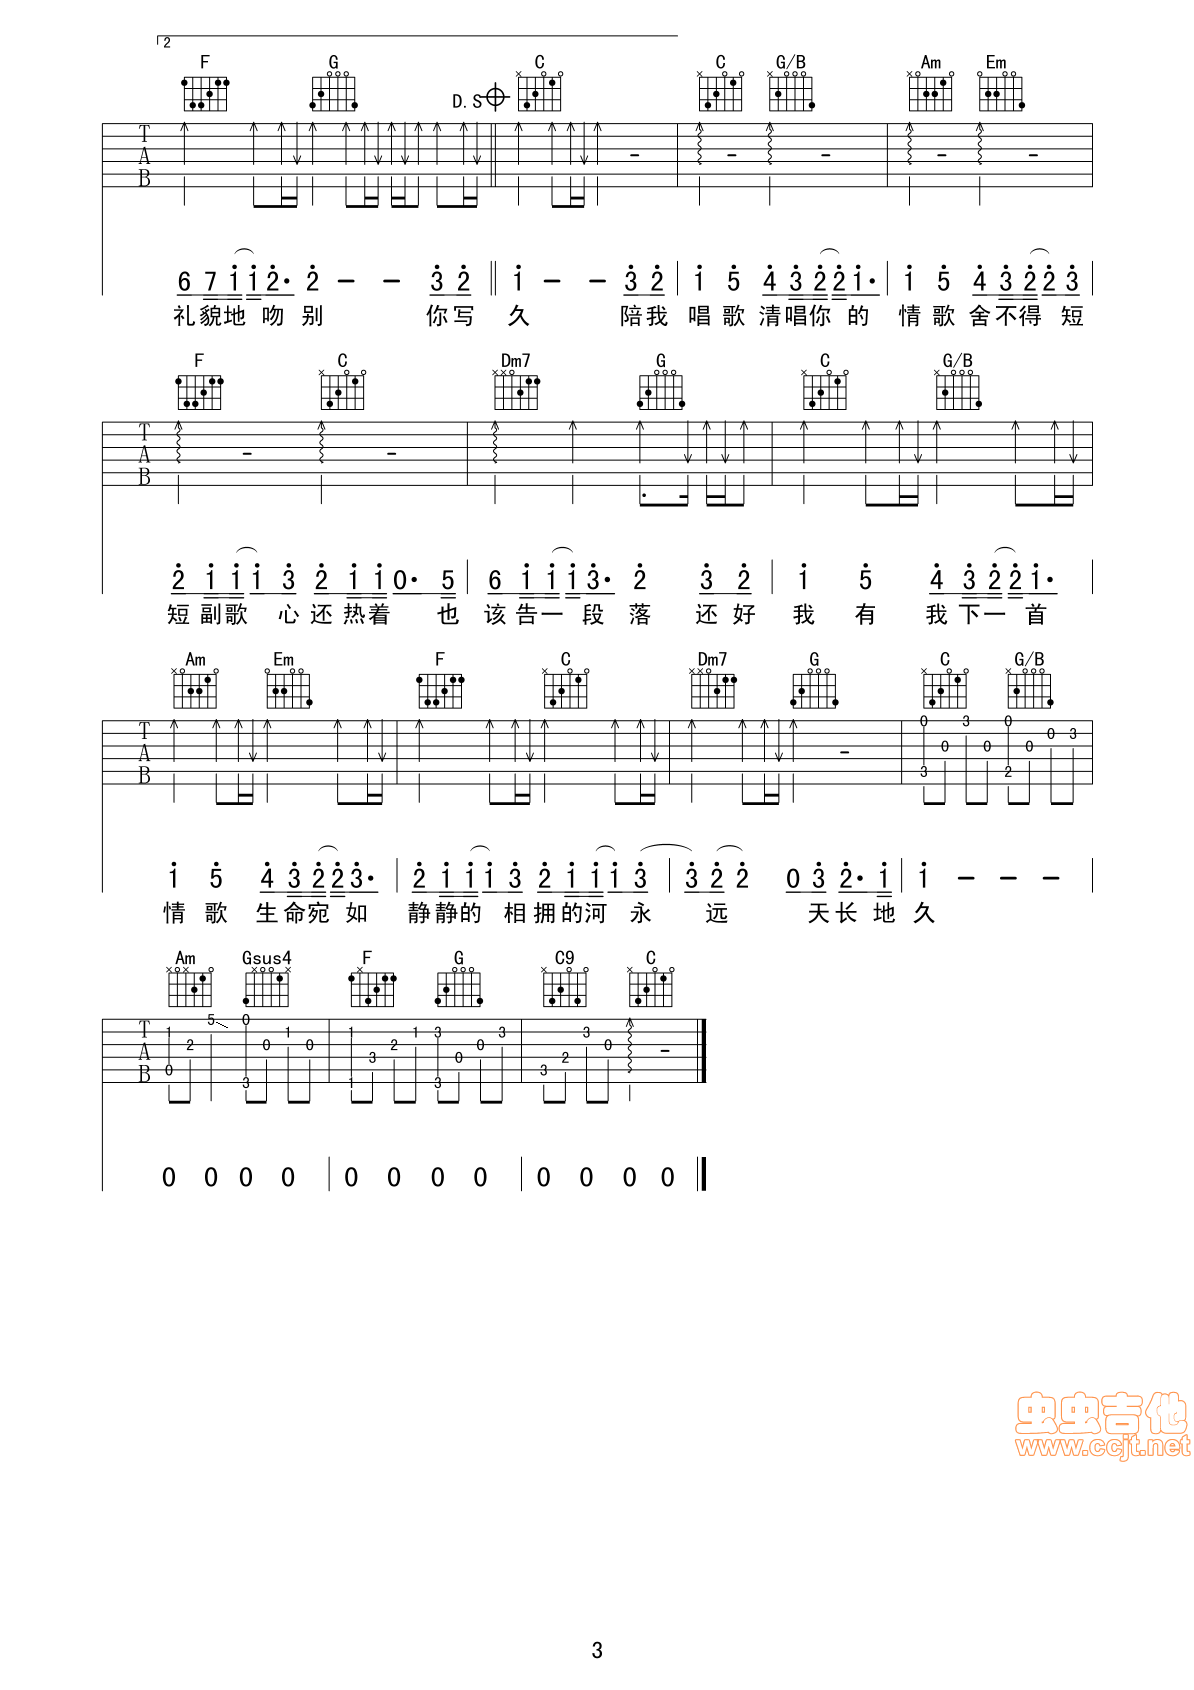 2
F G D.S C C G/B Am Em
T A B
6 7 1 1 2· 2 - - 3 2 1 - - 3 2 1 5 4 3 2 2 1· 1 5 4 3 2 2 3
礼貌地 吻 别 你写 久 陪我 唱歌清唱你 的 情歌舍不得 短
F C Dm7 G C G/B
T A B
2 1 1 1 3 2 1 1 0· 5 6 1 1 1 3· 2 3 2 1 5 4 3 2 2 1·
短副歌 心还热着 也 该告一 段 落 还好 我 有 我下一 首
Am Em F C Dm7 G C G/B
T A B 0 3 0 3 0 0 2 0 0 3
1 5 4 3 2 2 3· 2 1 1 1 3 2 1 1 1 3 3 2 2 0 3 2· 1 1 - - -
情 歌 生命宛 如 静静的 相拥的河 永 远 天长地久
Am Gsus4 F G C9 C
T A B 1 0 2 5 0 3 0 1 0 1 1 3 2 1 3 3 0 0 3 3 2 3 0 -
0 0 0 0 0 0 0 0 0 0 0 0
虫虫吉他
www.ccjt.net
3